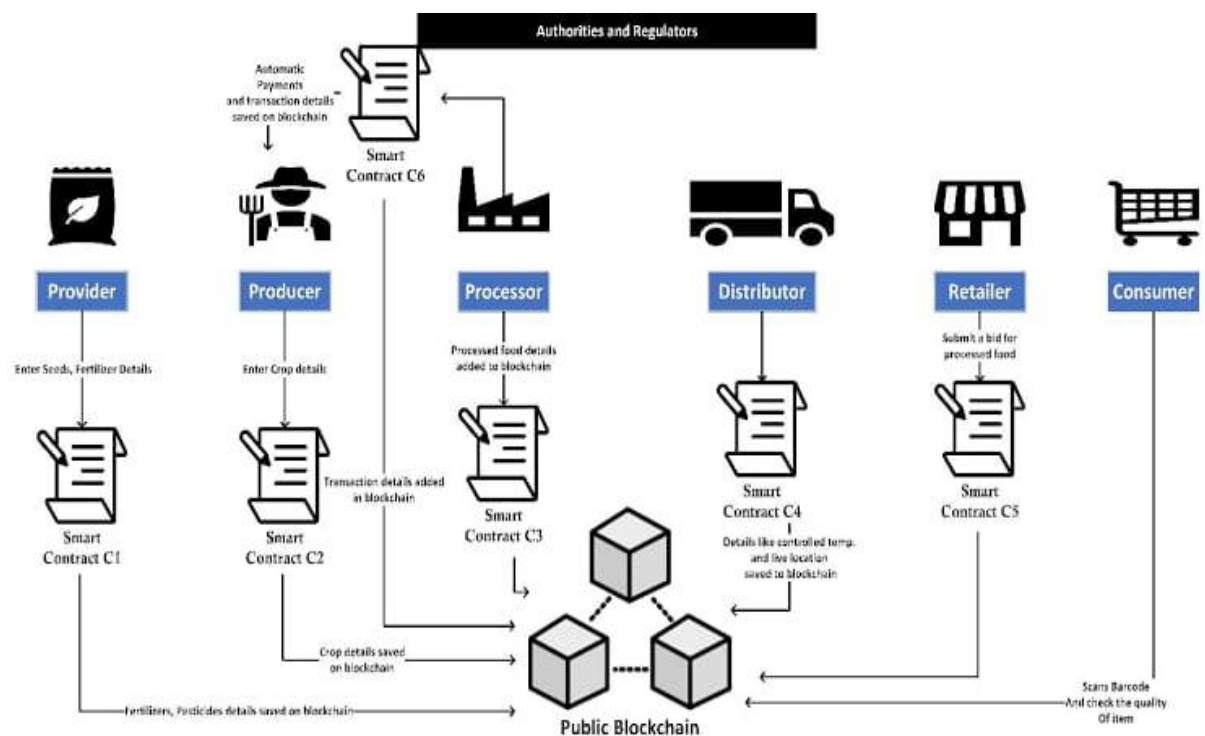 Authorities and Regulators
Automatic
Payments
and transaction details
saved on blockchain
Smart
Contract C6
Provider
Producer
Processor
Distributor
Retailer
Consumer
Enter Seeds, Fertilizer Details
Enter Crop details
Processed food details
added to blockchain
Submit a bid for
processed food
Smart
Contract C1
Smart
Contract C2
Transaction details added
in blockchain
Smart
Contract C3
Smart
Contract C4
Smart
Contract C5
Details like controlled temp.
and live location
saved to blockchain
Crop details saved
on blockchain
Fertilizers, Pesticides details saved on blockchain
Scans Barcode
And check the quality
Of item
Public Blockchain